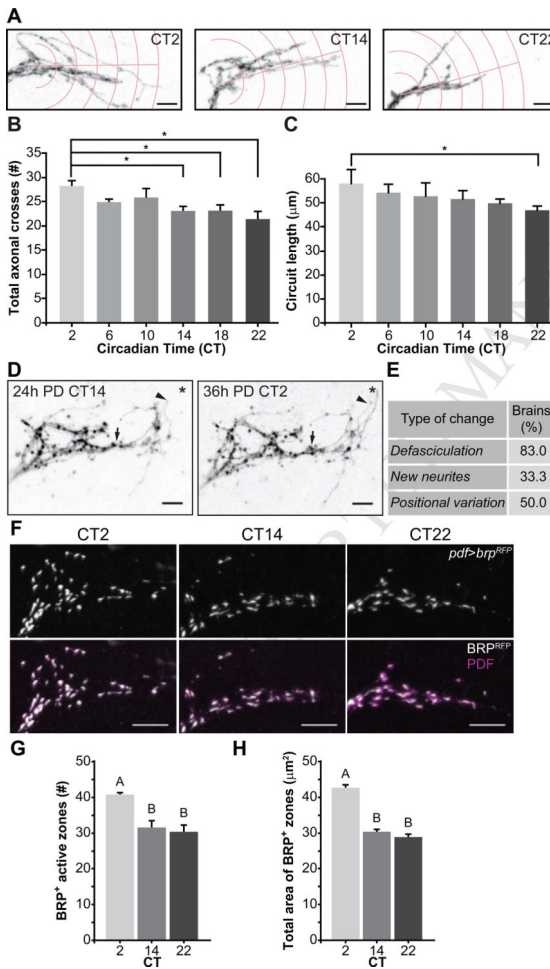 A
CT2
CT14
CT22
B
Total axonal crosses (#)
35
30
25
20
15
10
5
0
* 
*
*
2 6 10 14 18 22
Circadian Time (CT)
C
Circuit length (μm)
80
60
40
20
0
*
2 6 10 14 18 22
Circadian Time (CT)
D
24h PD CT14
*
36h PD CT2
*
E
Type of change Brains (%)
Defasciculation 83.0
New neurites 33.3
Positional variation 50.0
F
CT2 CT14 CT22
pdf>brpRFP
BRPRFP
PDF
G
BRP+ active zones (#)
50
40
30
20
10
0
A
B
B
2 14 22
CT
H
Total area of BRP+ zones (μm²)
50
40
30
20
10
0
A
B
B
2 14 22
CT